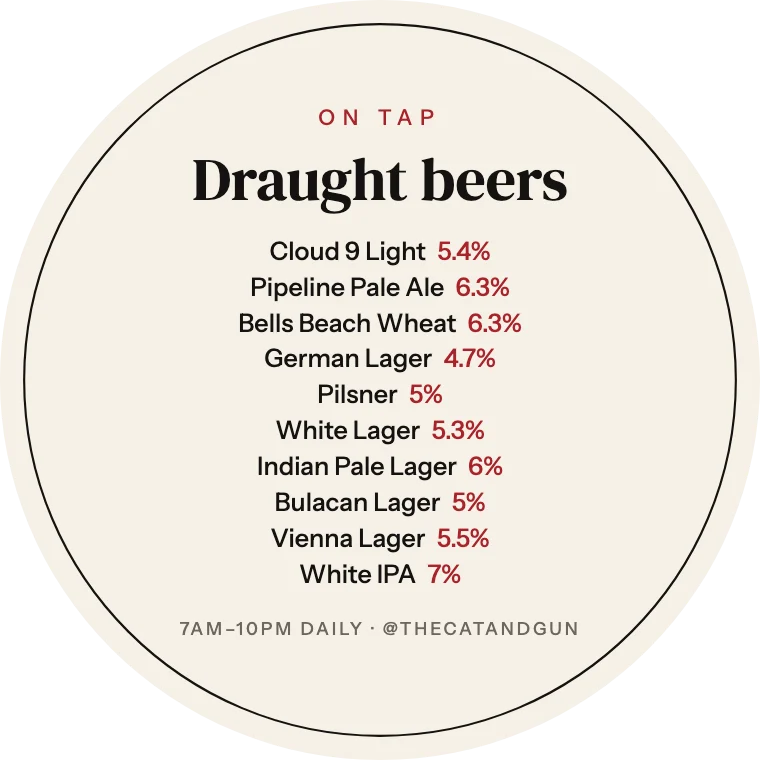 ON TAP
Draught beers
Cloud 9 Light 5.4%
Pipeline Pale Ale 6.3%
Bells Beach Wheat 6.3%
German Lager 4.7%
Pilsner 5%
White Lager 5.3%
Indian Pale Lager 6%
Bulacan Lager 5%
Vienna Lager 5.5%
White IPA 7%
7AM–10PM DAILY · @THECATANDGUN